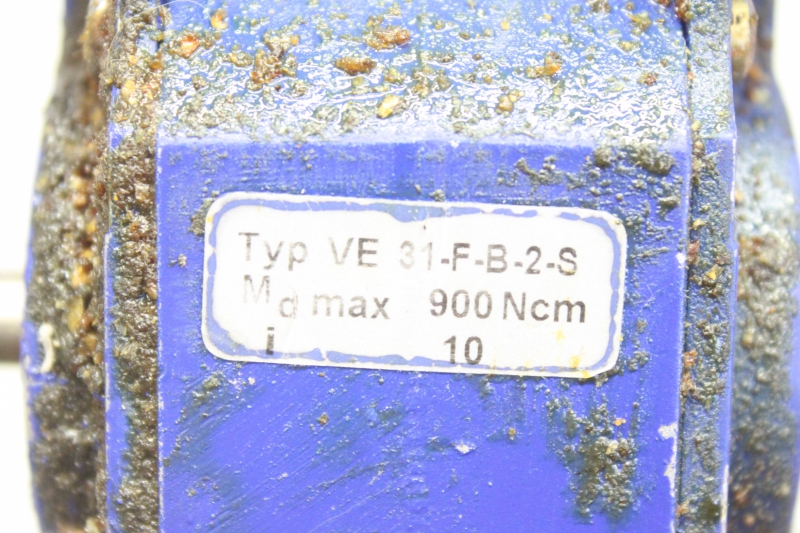 Typ VE 31-F-B-2-S
Md max 900 Ncm
i 10